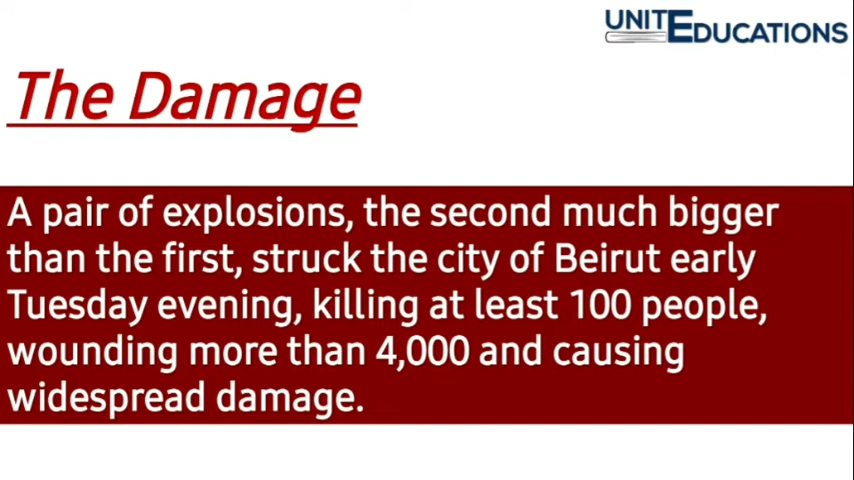 UNITEDUCATIONS
The Damage
A pair of explosions, the second much bigger
than the first, struck the city of Beirut early
Tuesday evening, killing at least 100 people,
wounding more than 4,000 and causing
widespread damage.